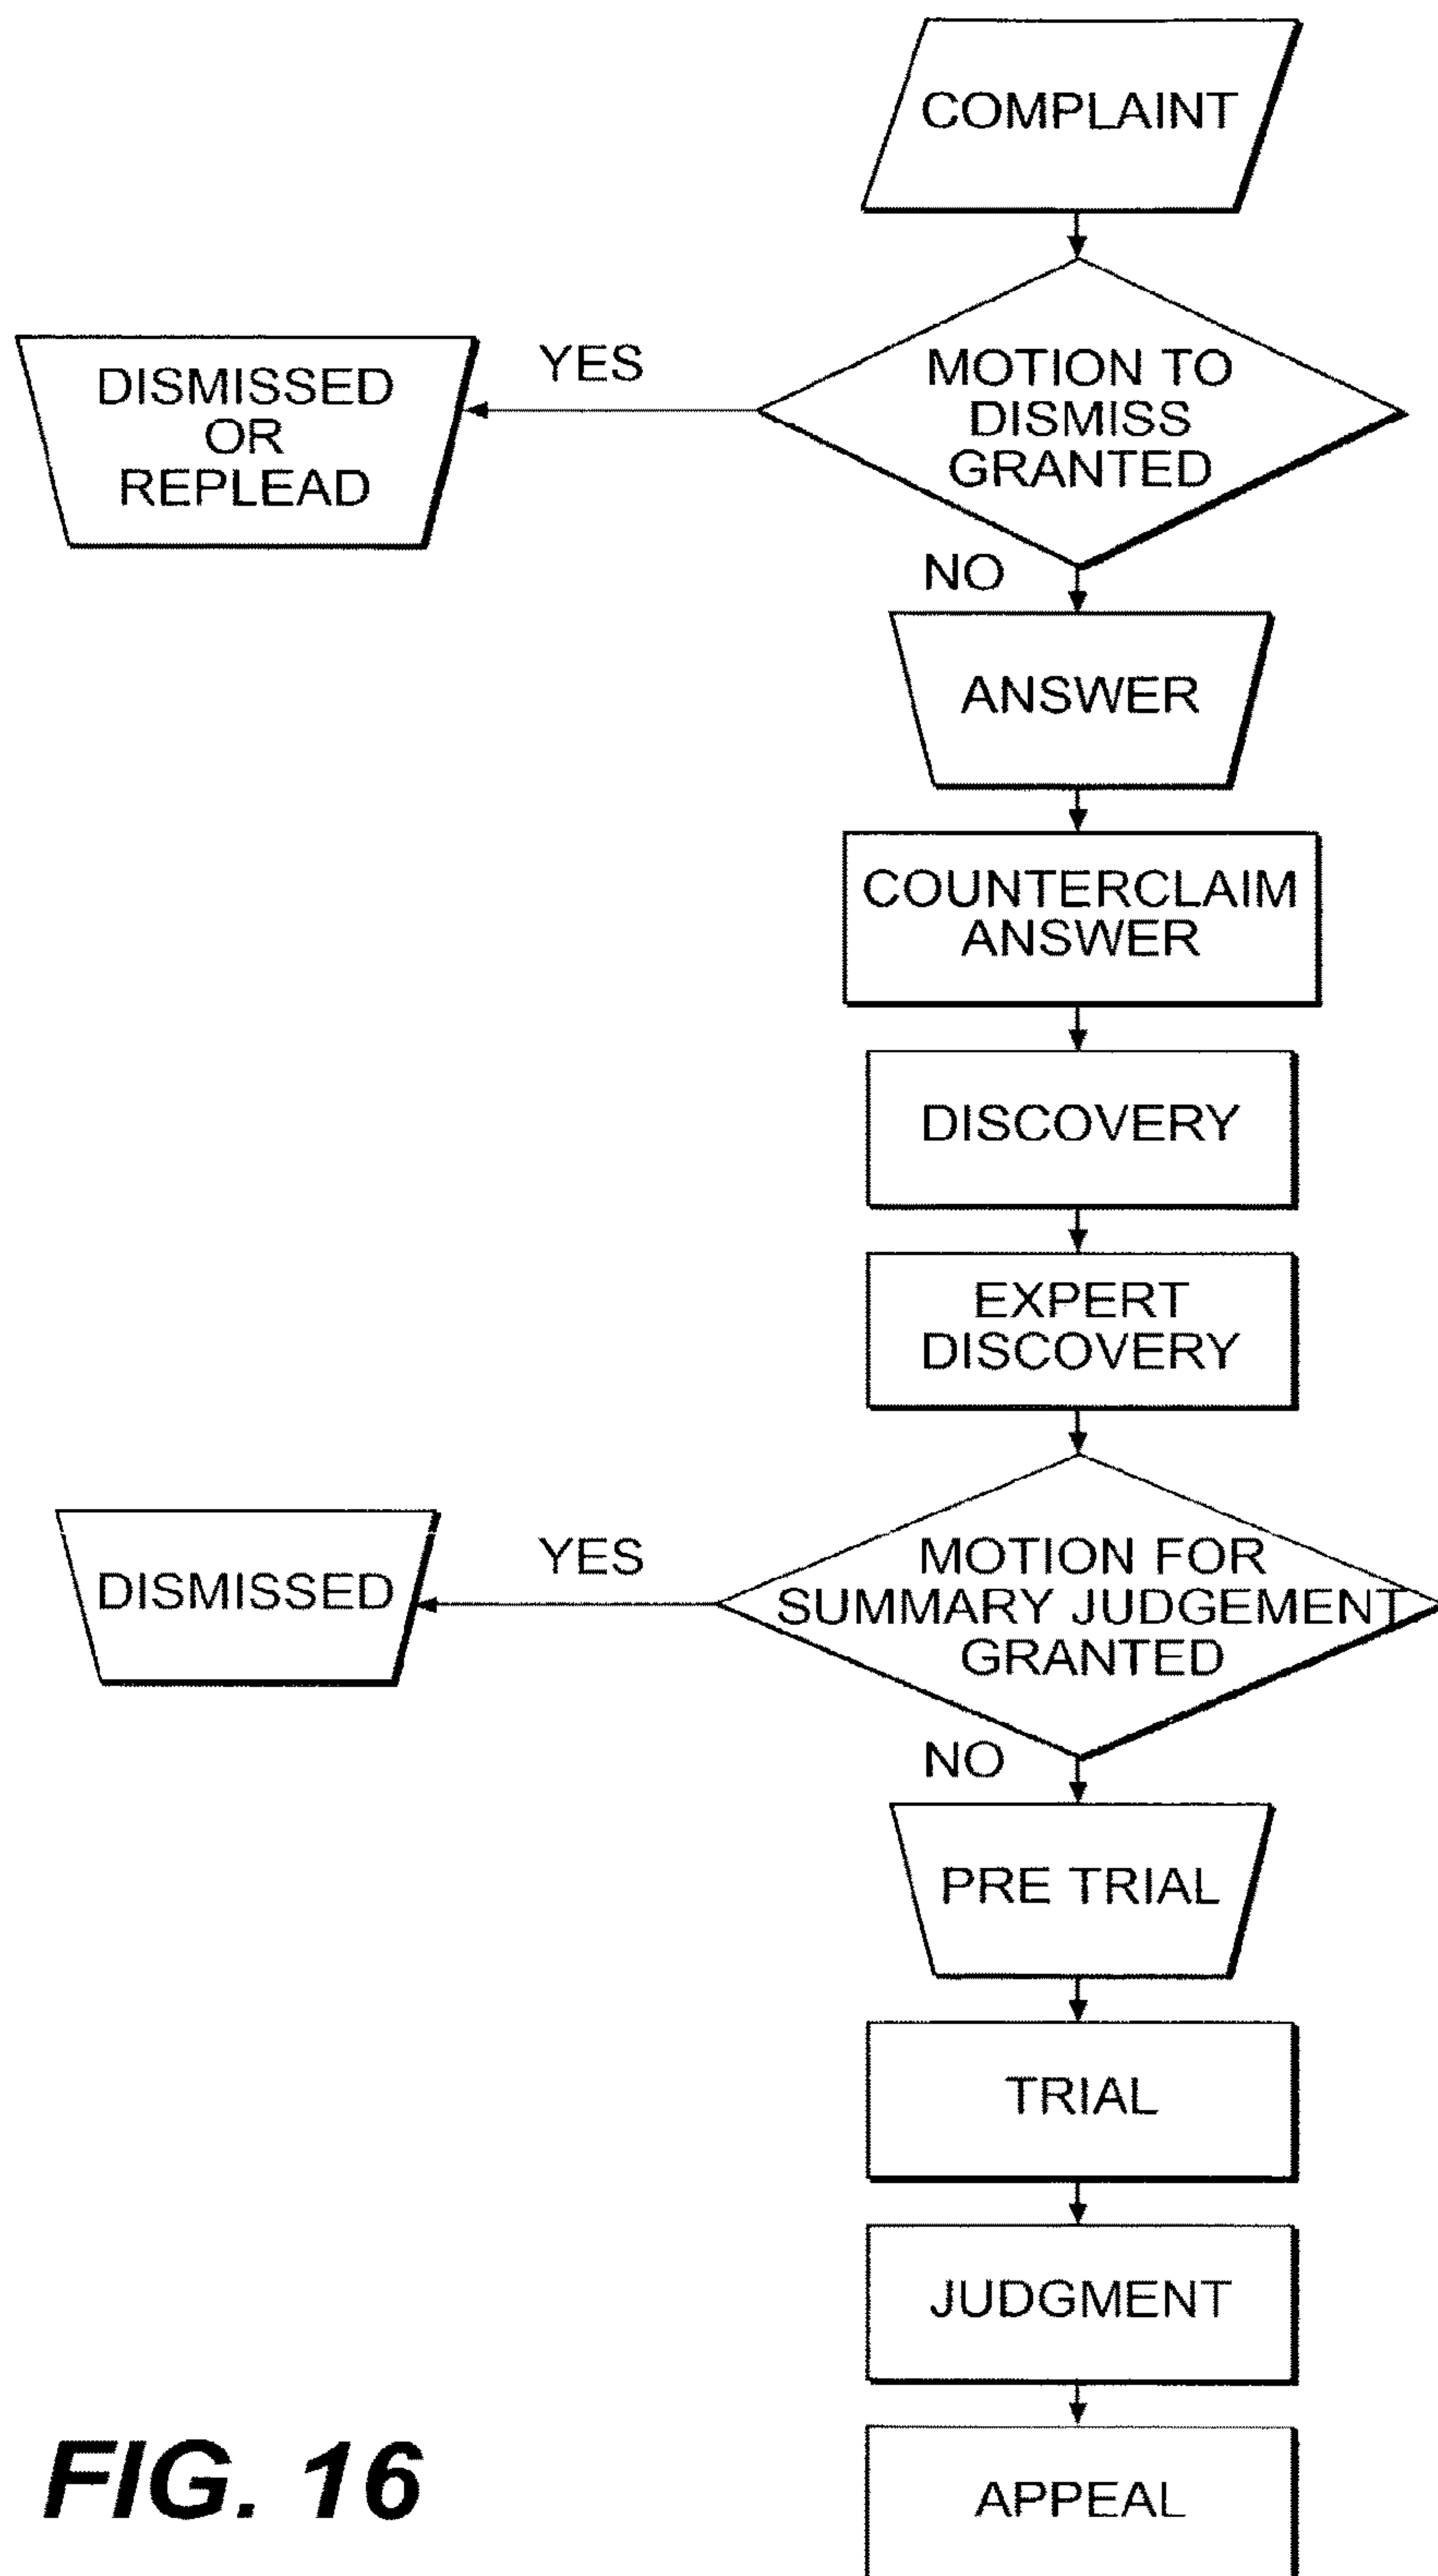 COMPLAINT
MOTION TO
DISMISS
GRANTED
YES
DISMISSED
OR
REPLEAD
NO
ANSWER
COUNTERCLAIM
ANSWER
DISCOVERY
EXPERT
DISCOVERY
MOTION FOR
SUMMARY JUDGEMENT
GRANTED
YES
DISMISSED
NO
PRE TRIAL
TRIAL
JUDGMENT
APPEAL
FIG. 16